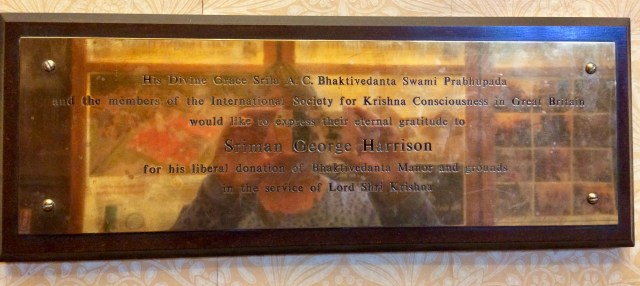 His Divine Grace Srila A.C. Bhaktivedanta Swami Prabhupada
and the members of the International Society for Krishna Consciousness in Great Britain
would like to express their eternal gratitude to
Sriman George Harrison
for his liberal donation of Bhaktivedanta Manor and grounds
in the service of Lord Shri Krishna